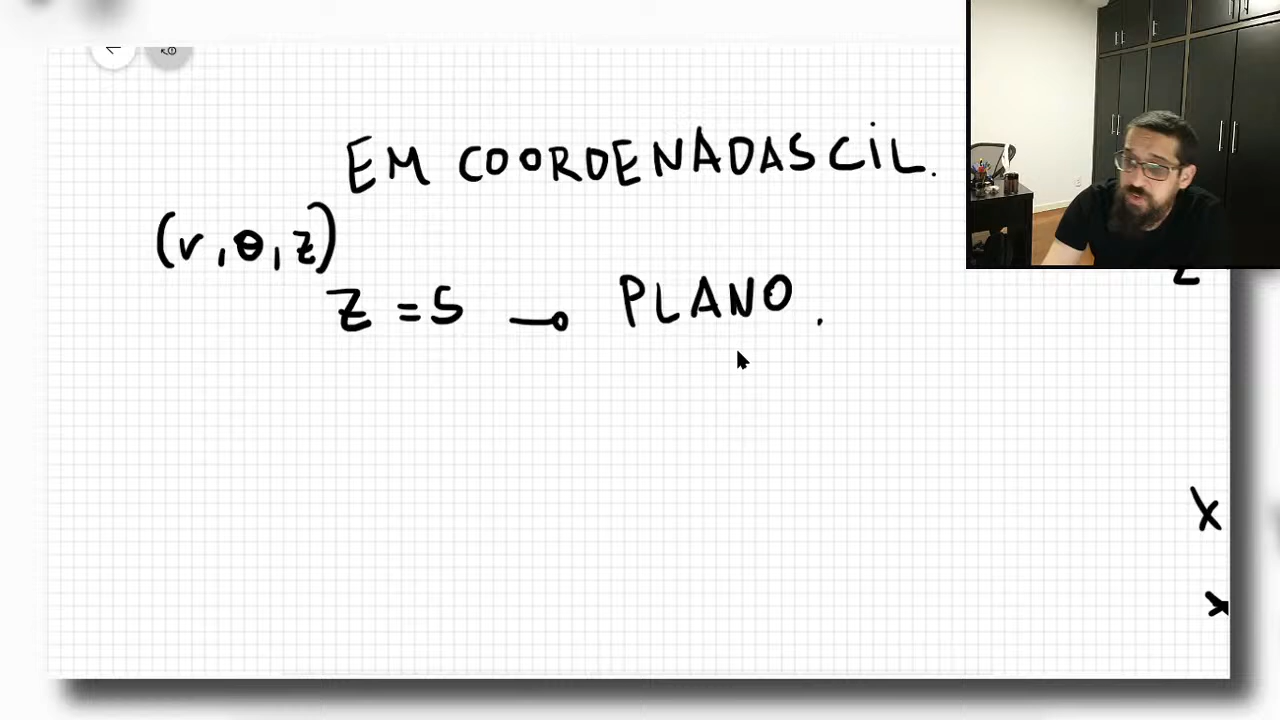 EM COORDENADAS CIL.
(r, θ, z)
z = 5 → PLANO.
z
x
x